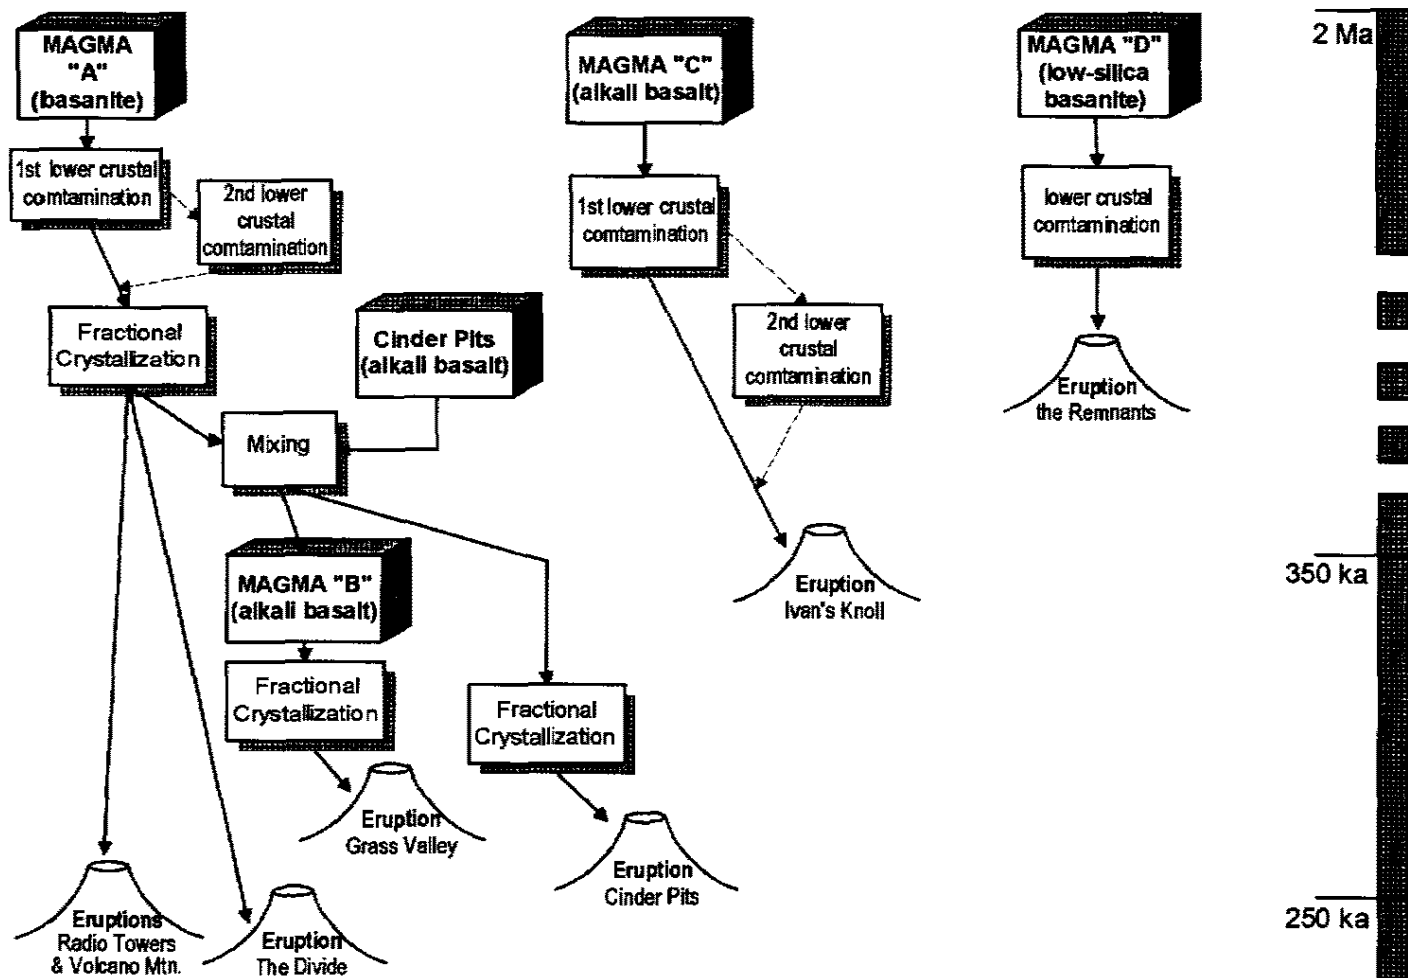 MAGMA
"A"
(basanite)
1st lower crustal
comtamination
2nd lower
crustal
comtamination
Fractional
Crystallization
Cinder Pits
(alkali basalt)
Mixing
MAGMA "B"
(alkali basalt)
Fractional
Crystallization
Fractional
Crystallization
Eruption
Grass Valley
Eruption
Cinder Pits
Eruptions
Radio Towers
& Volcano Mtn.
Eruption
The Divide
MAGMA "C"
(alkali basalt)
1st lower crustal
comtamination
2nd lower
crustal
comtamination
Eruption
Ivan's Knoll
MAGMA "D"
(low-silica
basanite)
lower crustal
comtamination
Eruption
the Remnants
2 Ma
350 ka
250 ka